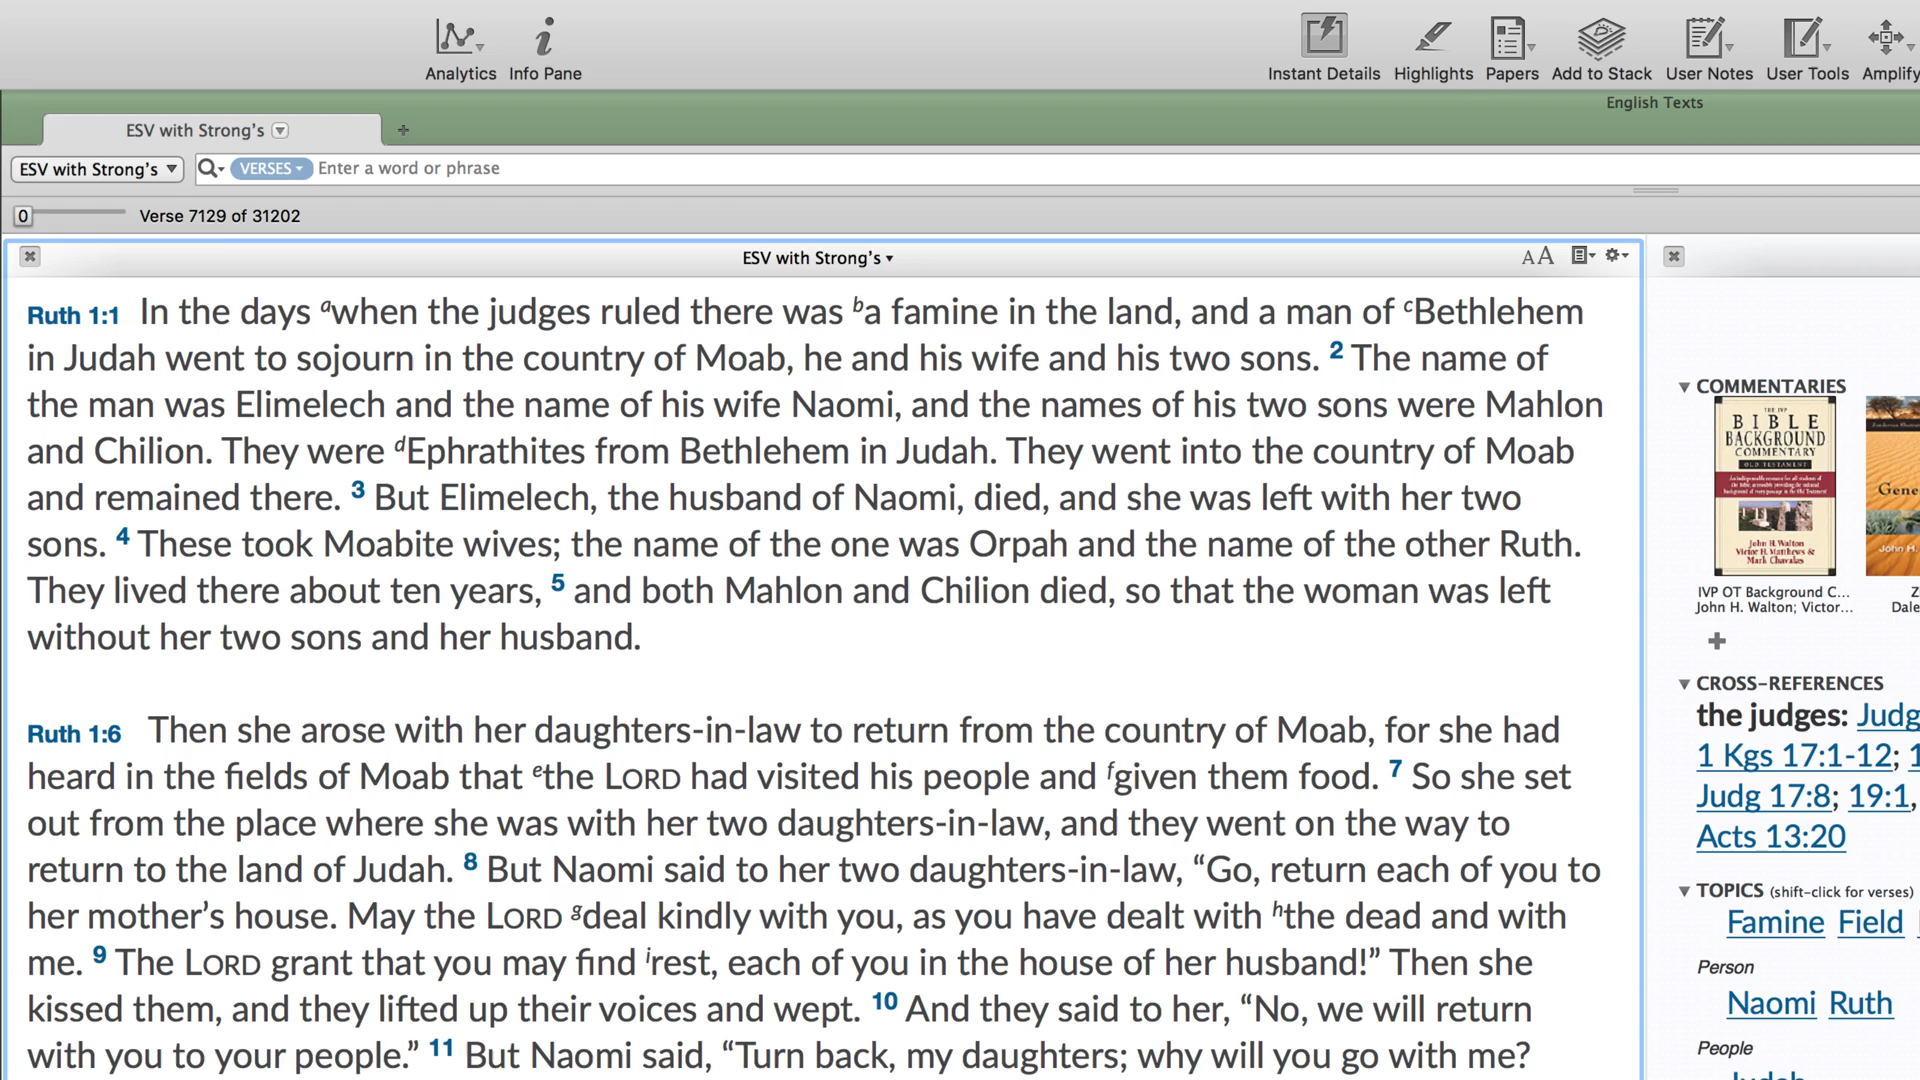 Analytics
Info Pane
Instant Details
Highlights
Papers
Add to Stack
User Notes
User Tools
Amplify
English Texts
ESV with Strong’s
+
ESV with Strong’s
VERSES
Enter a word or phrase
0
Verse 7129 of 31202
ESV with Strong’s
AA
Ruth 1:1 In the days awhen the judges ruled there was ba famine in the land, and a man of cBethlehem
in Judah went to sojourn in the country of Moab, he and his wife and his two sons. 2 The name of
the man was Elimelech and the name of his wife Naomi, and the names of his two sons were Mahlon
and Chilion. They were dEphrathites from Bethlehem in Judah. They went into the country of Moab
and remained there. 3 But Elimelech, the husband of Naomi, died, and she was left with her two
sons. 4 These took Moabite wives; the name of the one was Orpah and the name of the other Ruth.
They lived there about ten years, 5 and both Mahlon and Chilion died, so that the woman was left
without her two sons and her husband.
Ruth 1:6 Then she arose with her daughters-in-law to return from the country of Moab, for she had
heard in the fields of Moab that ethe LORD had visited his people and fgiven them food. 7 So she set
out from the place where she was with her two daughters-in-law, and they went on the way to
return to the land of Judah. 8 But Naomi said to her two daughters-in-law, “Go, return each of you to
her mother’s house. May the LORD gdeal kindly with you, as you have dealt with hthe dead and with
me. 9 The LORD grant that you may find irest, each of you in the house of her husband!” Then she
kissed them, and they lifted up their voices and wept. 10 And they said to her, “No, we will return
with you to your people.” 11 But Naomi said, “Turn back, my daughters; why will you go with me?
COMMENTARIES
THE IVP
BIBLE
BACKGROUND
COMMENTARY
OLD TESTAMENT
John H. Walton
Victor H. Matthews &
Mark Chavalas
Gene
John H.
IVP OT Background C...
John H. Walton; Victor...
Z
Dale
CROSS-REFERENCES
the judges: Judg
1 Kgs 17:1-12; 1
Judg 17:8; 19:1,
Acts 13:20
TOPICS (shift-click for verses)
Famine Field
Person
Naomi Ruth
People
Judah